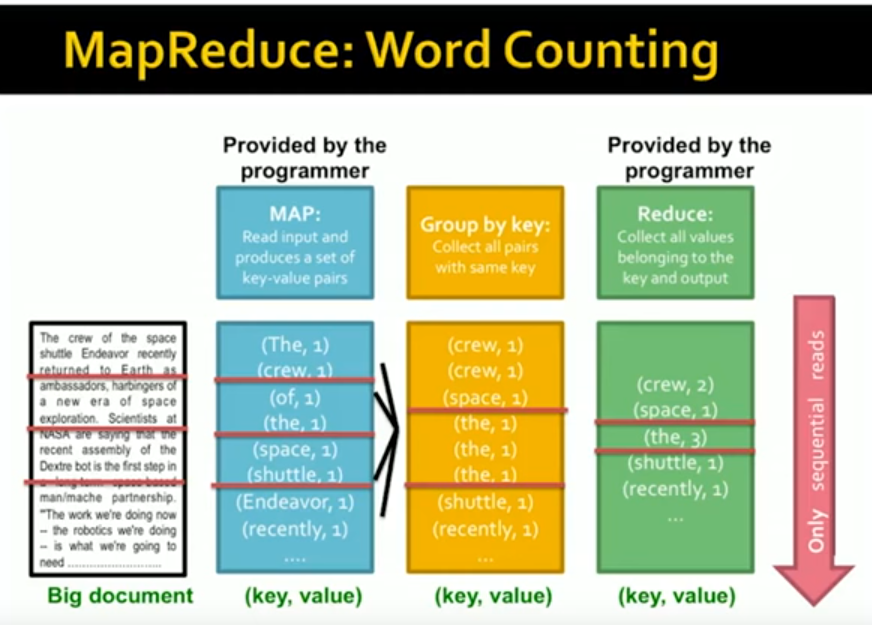 MapReduce: Word Counting
Provided by the
programmer
Provided by the
programmer
MAP:
Read input and
produces a set of
key-value pairs
Group by key:
Collect all pairs
with same key
Reduce:
Collect all values
belonging to the
key and output
The crew of the space
shuttle Endeavor recently
returned to Earth as
ambassadors, harbingers of
a new era of space
exploration. Scientists at
NASA are saying that the
recent assembly of the
Dextre bot is the first step in
a long-term space-based
man/mache partnership.
"The work we're doing now
-- the robotics we're doing
-- is what we're going to
need ............................
Big document
(The, 1)
(crew, 1)
(of, 1)
(the, 1)
(space, 1)
(shuttle, 1)
(Endeavor, 1)
(recently, 1)
....
(key, value)
(crew, 1)
(crew, 1)
(space, 1)
(the, 1)
(the, 1)
(the, 1)
(shuttle, 1)
(recently, 1)
...
(key, value)
(crew, 2)
(space, 1)
(the, 3)
(shuttle, 1)
(recently, 1)
...
(key, value)
Only sequential reads